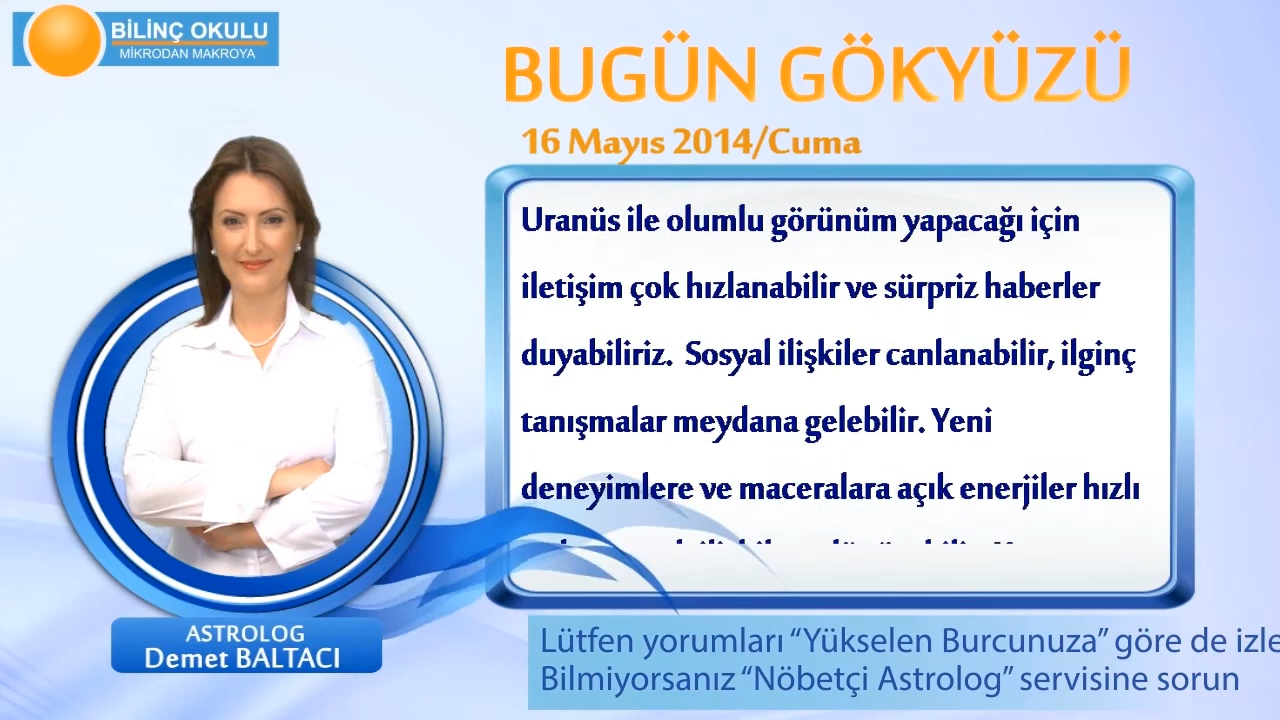 BİLİNÇ OKULU
MİKRODAN MAKROYA
BUGÜN GÖKYÜZÜ
16 Mayıs 2014/Cuma
Uranüs ile olumlu görünüm yapacağı için
iletişim çok hızlanabilir ve sürpriz haberler
duyabiliriz. Sosyal ilişkiler canlanabilir, ilginç
tanışmalar meydana gelebilir. Yeni
deneyimlere ve maceralara açık enerjiler hızlı
ASTROLOG
Demet BALTACI
Lütfen yorumları “Yükselen Burcunuza” göre de izle
Bilmiyorsanız “Nöbetçi Astrolog” servisine sorun